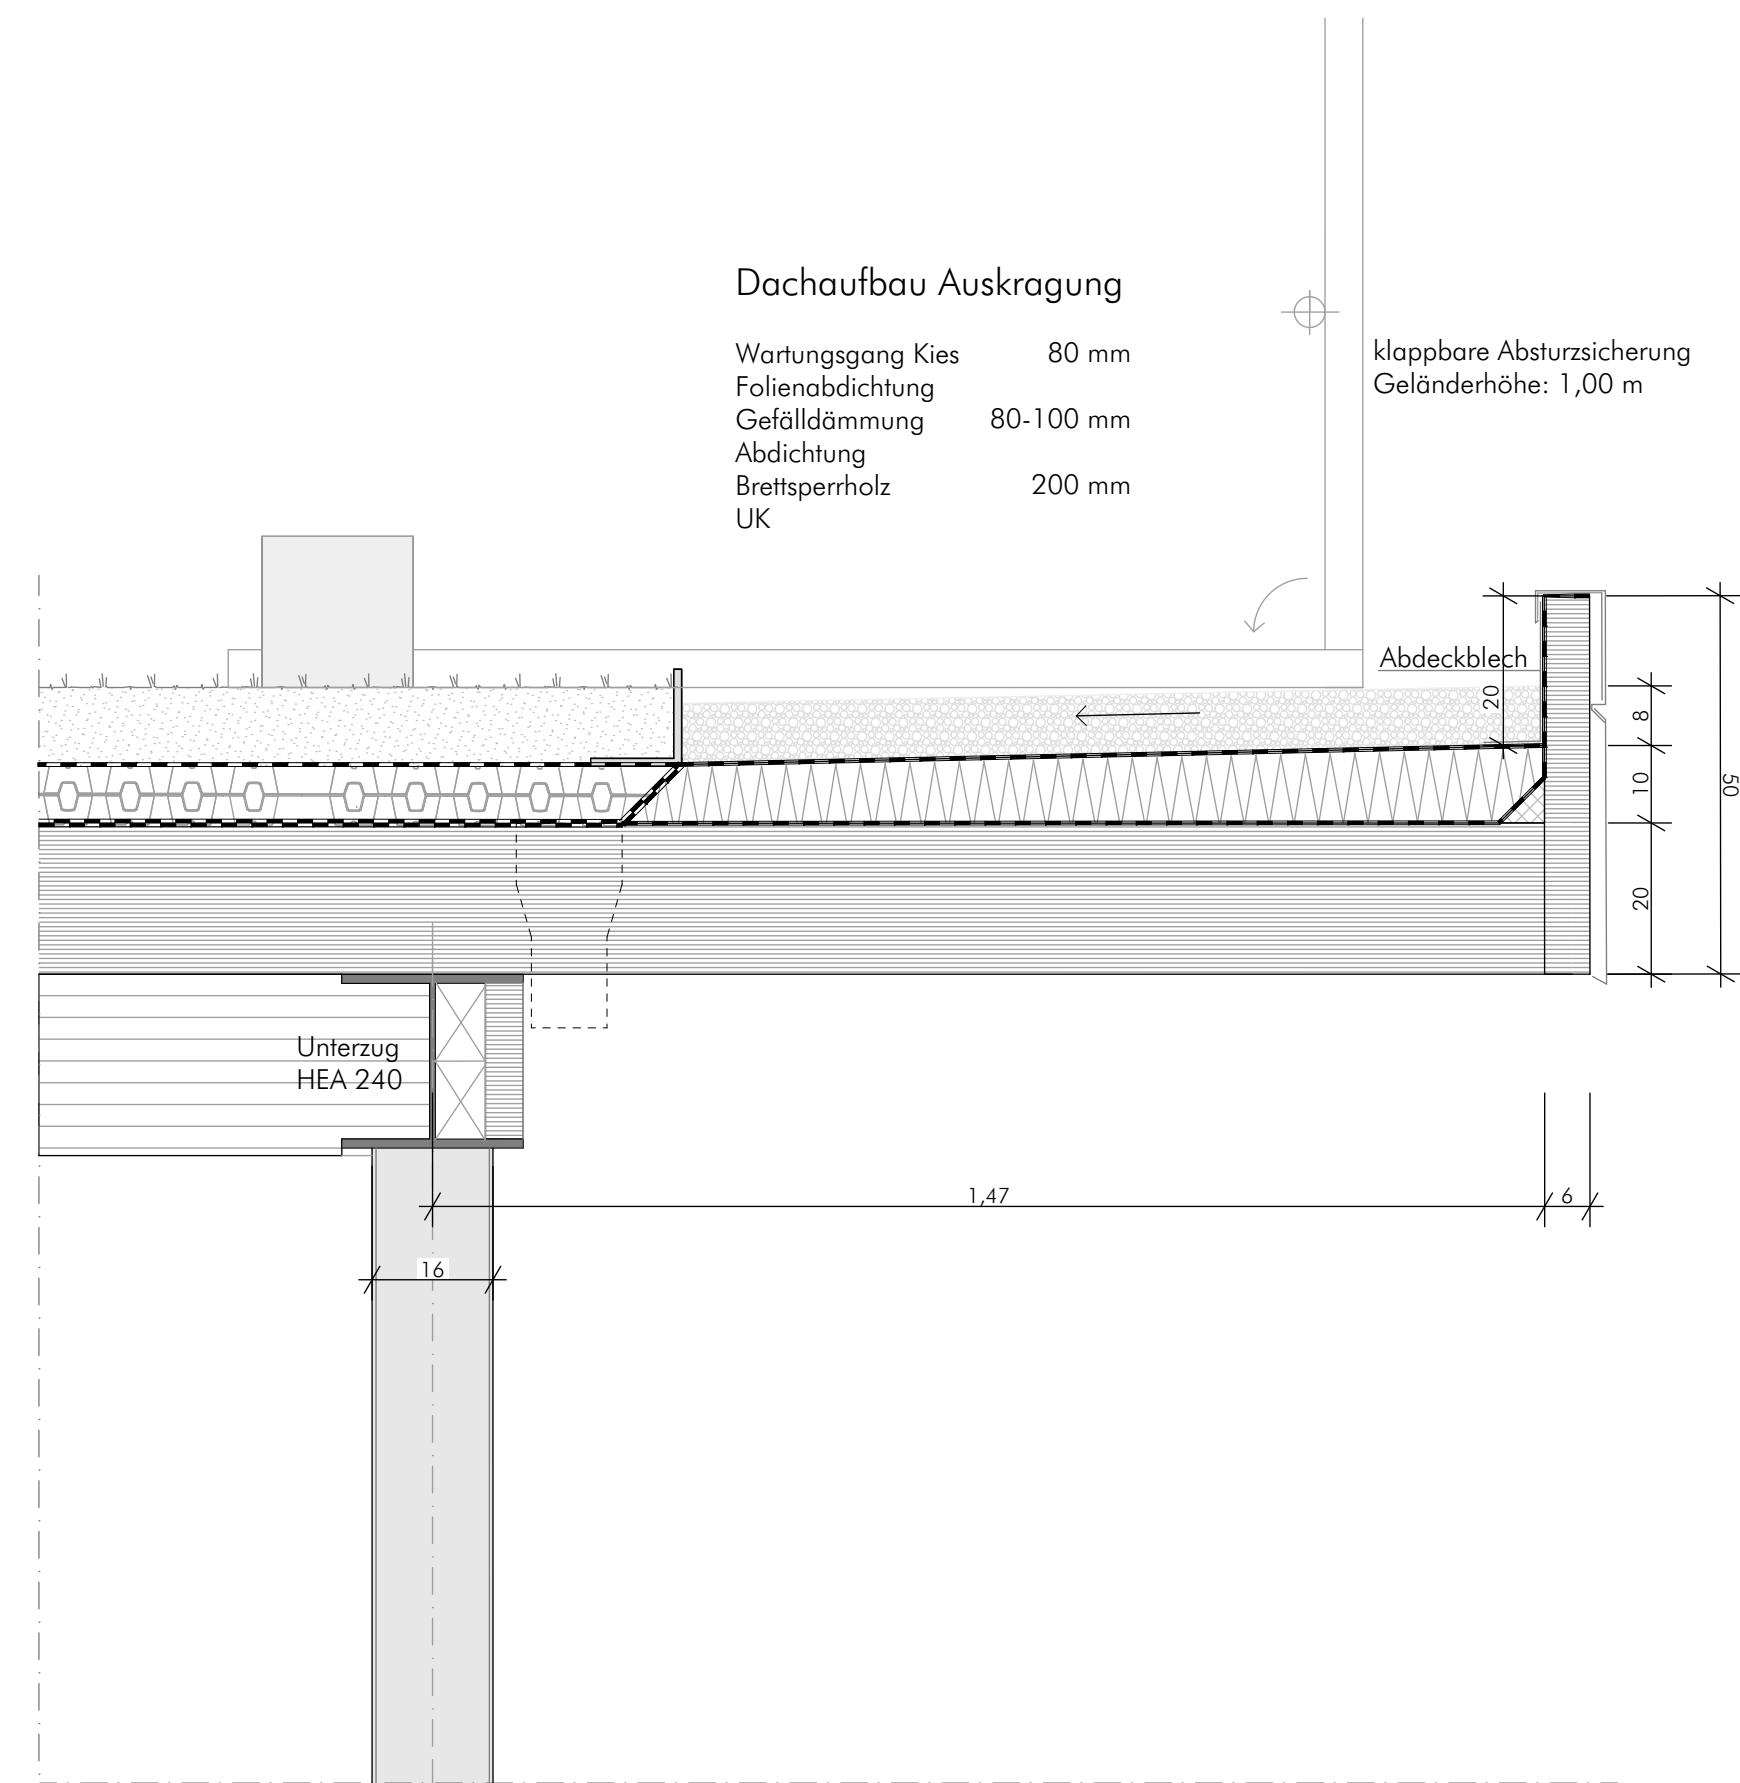 Dachaufbau Auskragung
Wartungsgang Kies 80 mm
Folienabdichtung
Gefälldämmung 80-100 mm
Abdichtung
Brettsperrholz 200 mm
UK
klappbare Absturzsicherung
Geländerhöhe: 1,00 m
Abdeckblech
20
8
10
50
20
Unterzug
HEA 240
1,47
6
16